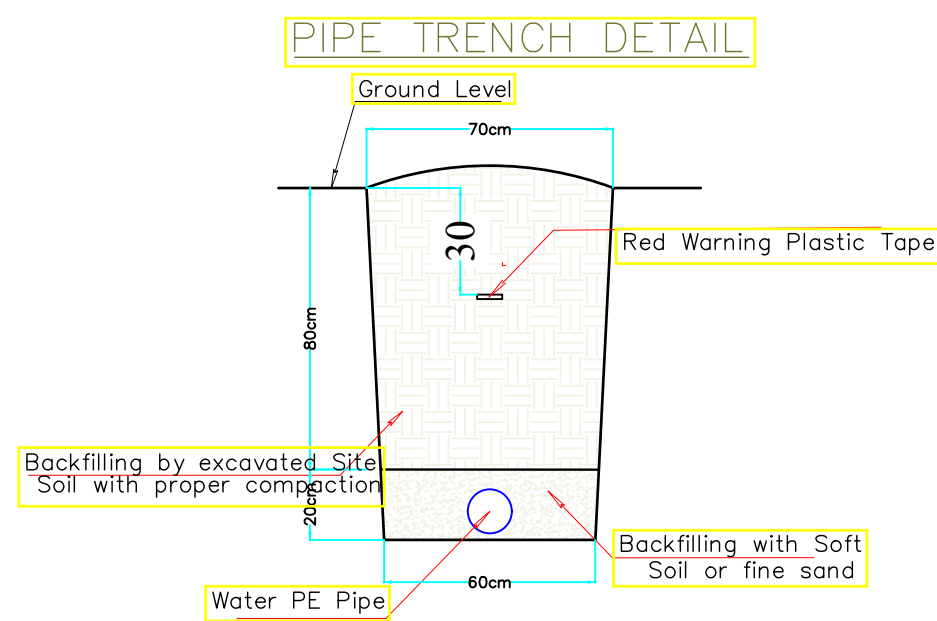 PIPE TRENCH DETAIL
Ground Level
70cm
30
Red Warning Plastic Tape
80cm
Backfilling by excavated Site
Soil with proper compaction
20cm
Backfilling with Soft
Soil or fine sand
60cm
Water PE Pipe